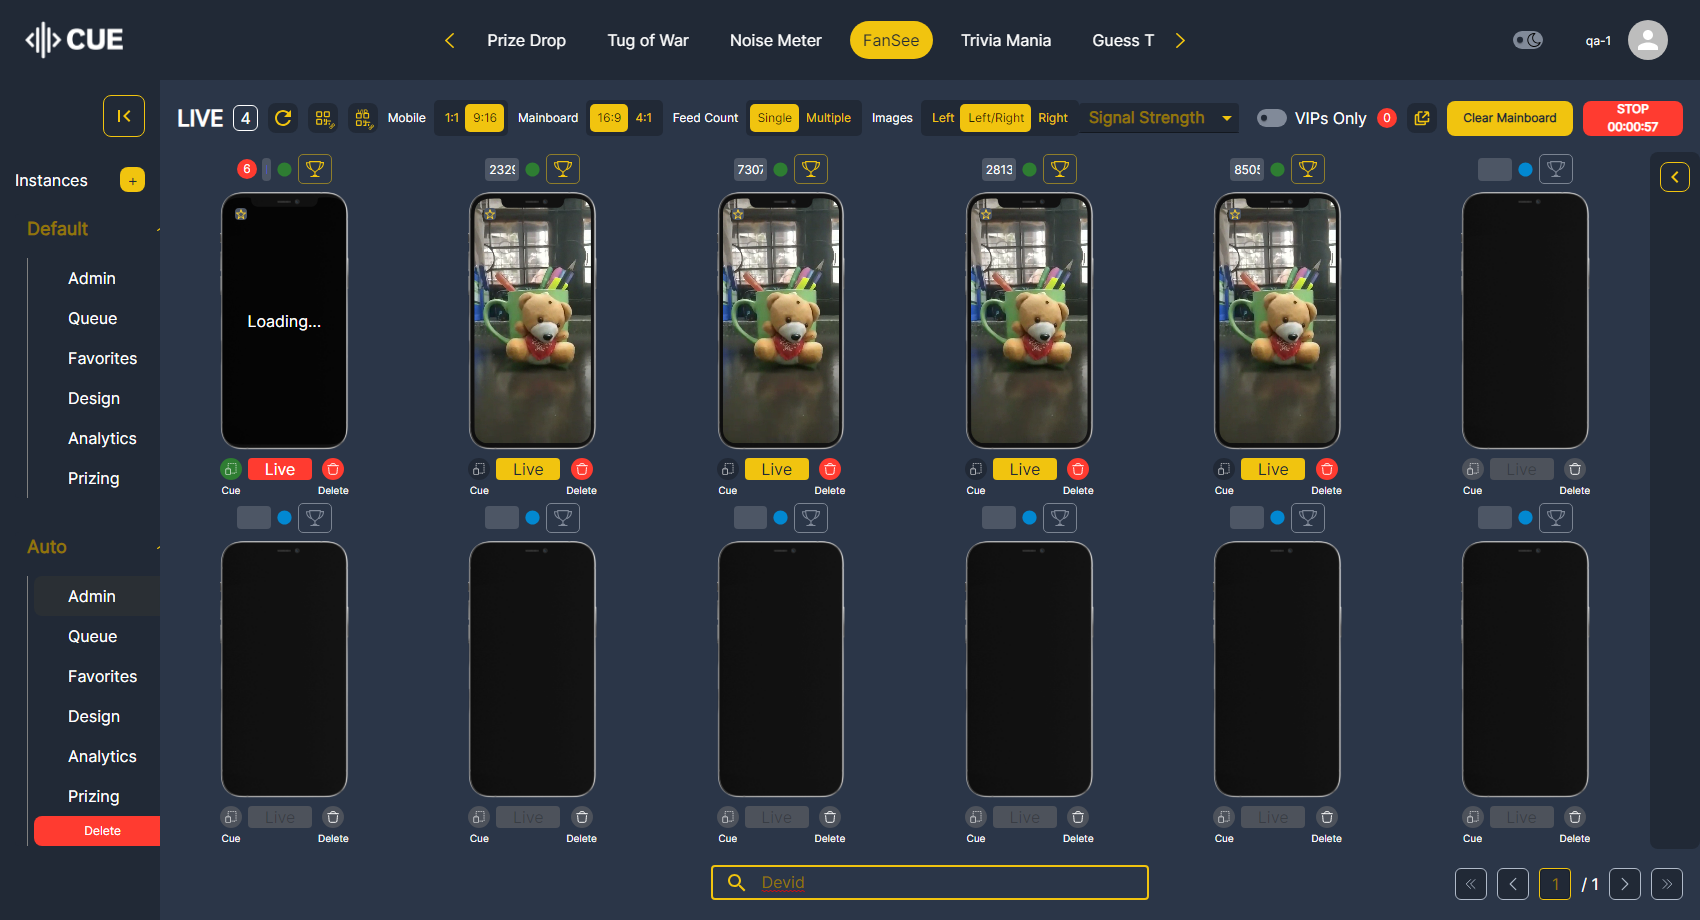 CUE
Prize Drop Tug of War Noise Meter FanSee Trivia Mania Guess T
qa-1
LIVE 4 Mobile 1:1 9:16 Mainboard 16:9 4:1 Feed Count Single Multiple Images Left Left/Right Right Signal Strength VIPs Only 0 Clear Mainboard STOP
00:00:57
Instances +
Default
Admin
Queue
Favorites
Design
Analytics
Prizing
Auto
Admin
Queue
Favorites
Design
Analytics
Prizing
Delete
6 2329 7307 2813 8505
Loading...
Live Live Live Live Live Live
Cue Delete Cue Delete Cue Delete Cue Delete Cue Delete Cue Delete
Live Live Live Live Live Live
Cue Delete Cue Delete Cue Delete Cue Delete Cue Delete Cue Delete
Devid
1 / 1